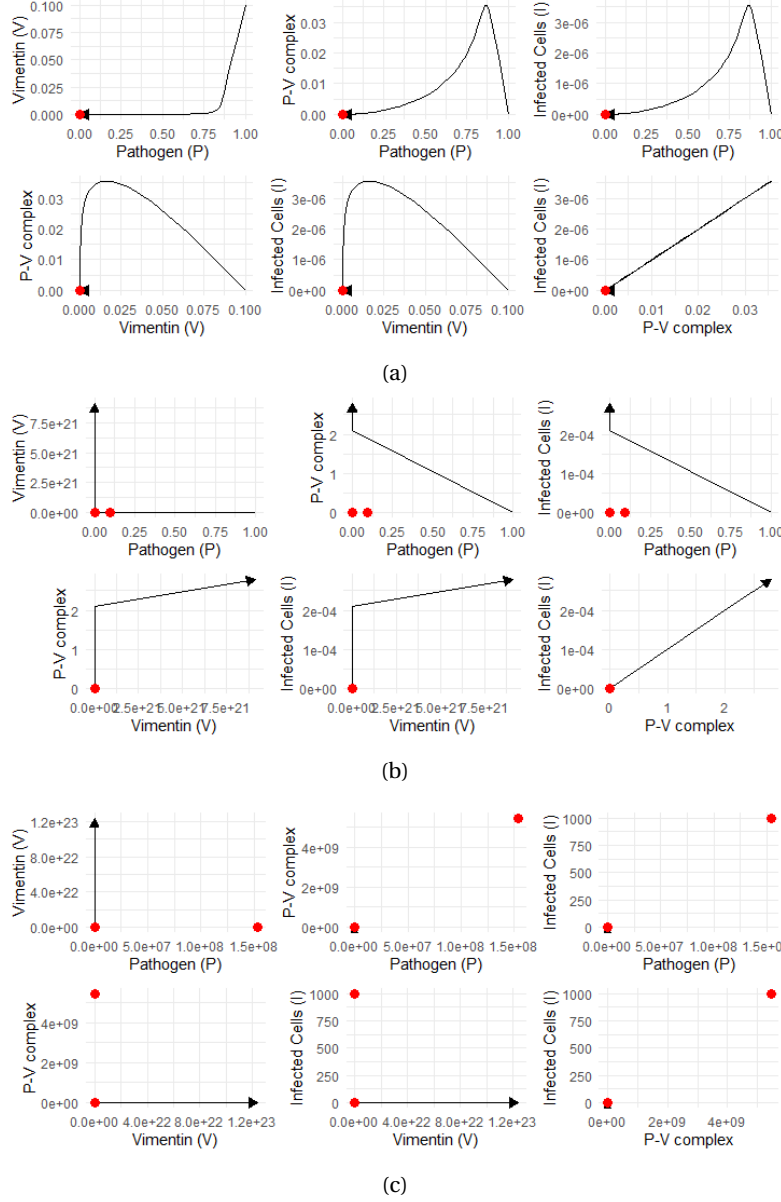 0.100
0.075
0.050
0.025
0.000
Vimentin (V)
0.00 0.25 0.50 0.75 1.00
Pathogen (P)
0.03
0.02
0.01
0.00
P-V complex
0.00 0.25 0.50 0.75 1.00
Pathogen (P)
3e-06
2e-06
1e-06
0e+00
Infected Cells (I)
0.00 0.25 0.50 0.75 1.00
Pathogen (P)
0.03
0.02
0.01
0.00
P-V complex
0.000 0.025 0.050 0.075 0.100
Vimentin (V)
3e-06
2e-06
1e-06
0e+00
Infected Cells (I)
0.000 0.025 0.050 0.075 0.100
Vimentin (V)
3e-06
2e-06
1e-06
0e+00
Infected Cells (I)
0.00 0.01 0.02 0.03
P-V complex
(a)
7.5e+21
5.0e+21
2.5e+21
0.0e+00
Vimentin (V)
0.00 0.25 0.50 0.75 1.00
Pathogen (P)
2
1
0
P-V complex
0.00 0.25 0.50 0.75 1.00
Pathogen (P)
2e-04
1e-04
0e+00
Infected Cells (I)
0.00 0.25 0.50 0.75 1.00
Pathogen (P)
2
1
0
P-V complex
0.0e+00 2.5e+21 5.0e+21 7.5e+21
Vimentin (V)
2e-04
1e-04
0e+00
Infected Cells (I)
0.0e+00 2.5e+21 5.0e+21 7.5e+21
Vimentin (V)
2e-04
1e-04
0e+00
Infected Cells (I)
0 1 2
P-V complex
(b)
1.2e+23
8.0e+22
4.0e+22
0.0e+00
Vimentin (V)
0.0e+00 5.0e+07 1.0e+08 1.5e+08
Pathogen (P)
4e+09
2e+09
0e+00
P-V complex
0.0e+00 5.0e+07 1.0e+08 1.5e+08
Pathogen (P)
1000
750
500
250
0
Infected Cells (I)
0.0e+00 5.0e+07 1.0e+08 1.5e+0
Pathogen (P)
4e+09
2e+09
0e+00
P-V complex
0.0e+00 4.0e+22 8.0e+22 1.2e+23
Vimentin (V)
1000
750
500
250
0
Infected Cells (I)
0.0e+00 4.0e+22 8.0e+22 1.2e+23
Vimentin (V)
1000
750
500
250
0
Infected Cells (I)
0e+00 2e+09 4e+09
P-V complex
(c)